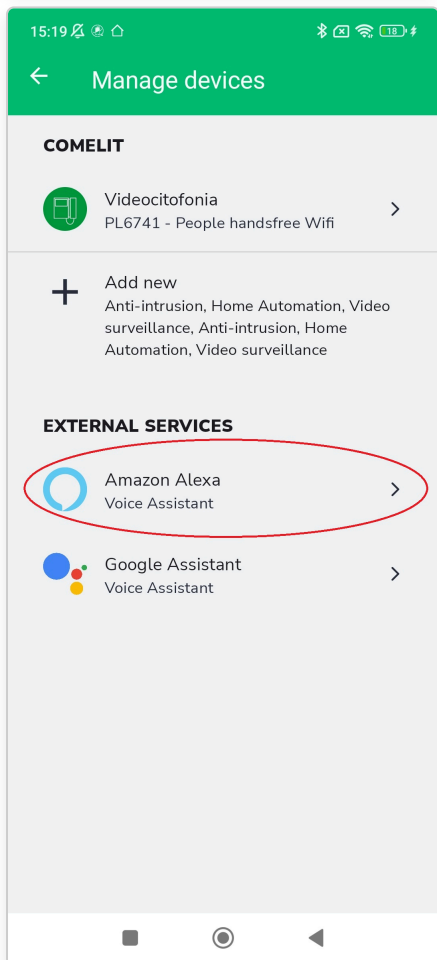 15:19
18
Manage devices
COMELIT
Videocitofonia
PL6741 - People handsfree Wifi
Add new
Anti-intrusion, Home Automation, Video
surveillance, Anti-intrusion, Home
Automation, Video surveillance
EXTERNAL SERVICES
Amazon Alexa
Voice Assistant
Google Assistant
Voice Assistant